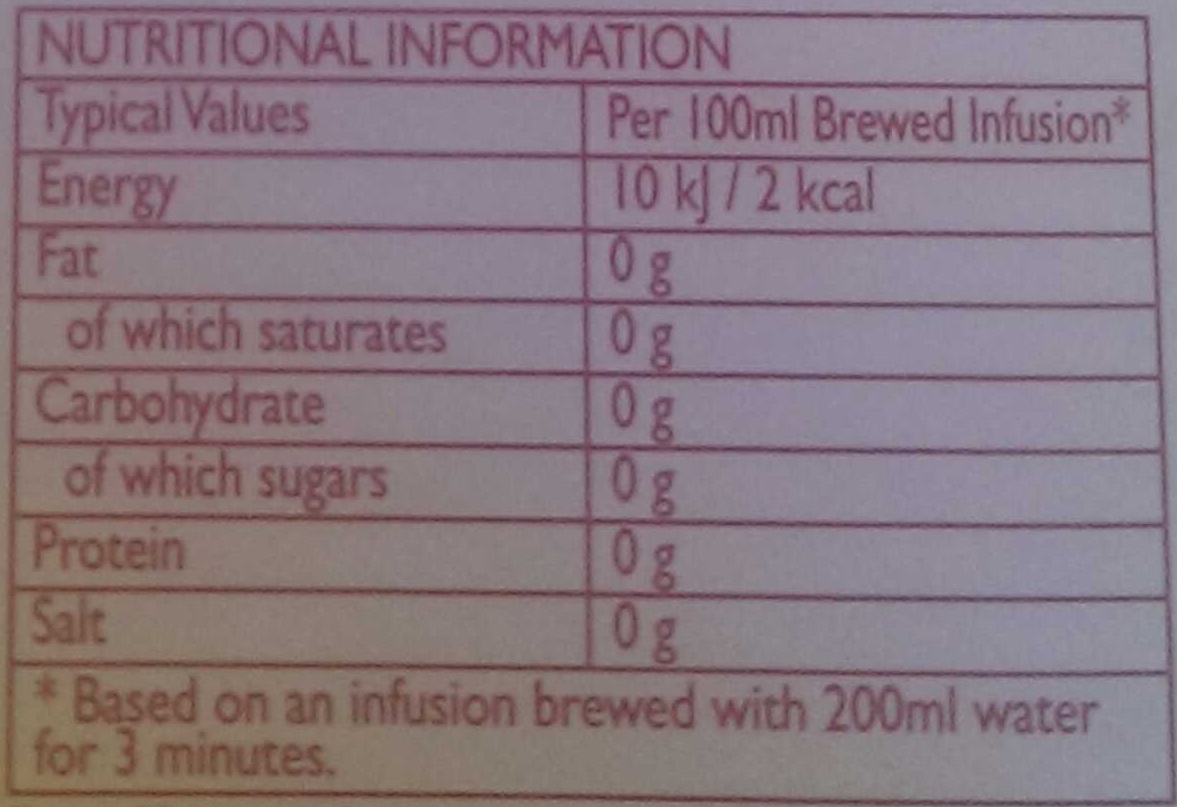 NUTRITIONAL INFORMATION
Typical Values Per 100ml Brewed Infusion*
Energy 10 kJ / 2 kcal
Fat 0 g
of which saturates 0 g
Carbohydrate 0 g
of which sugars 0 g
Protein 0 g
Salt 0 g
* Based on an infusion brewed with 200ml water
for 3 minutes.